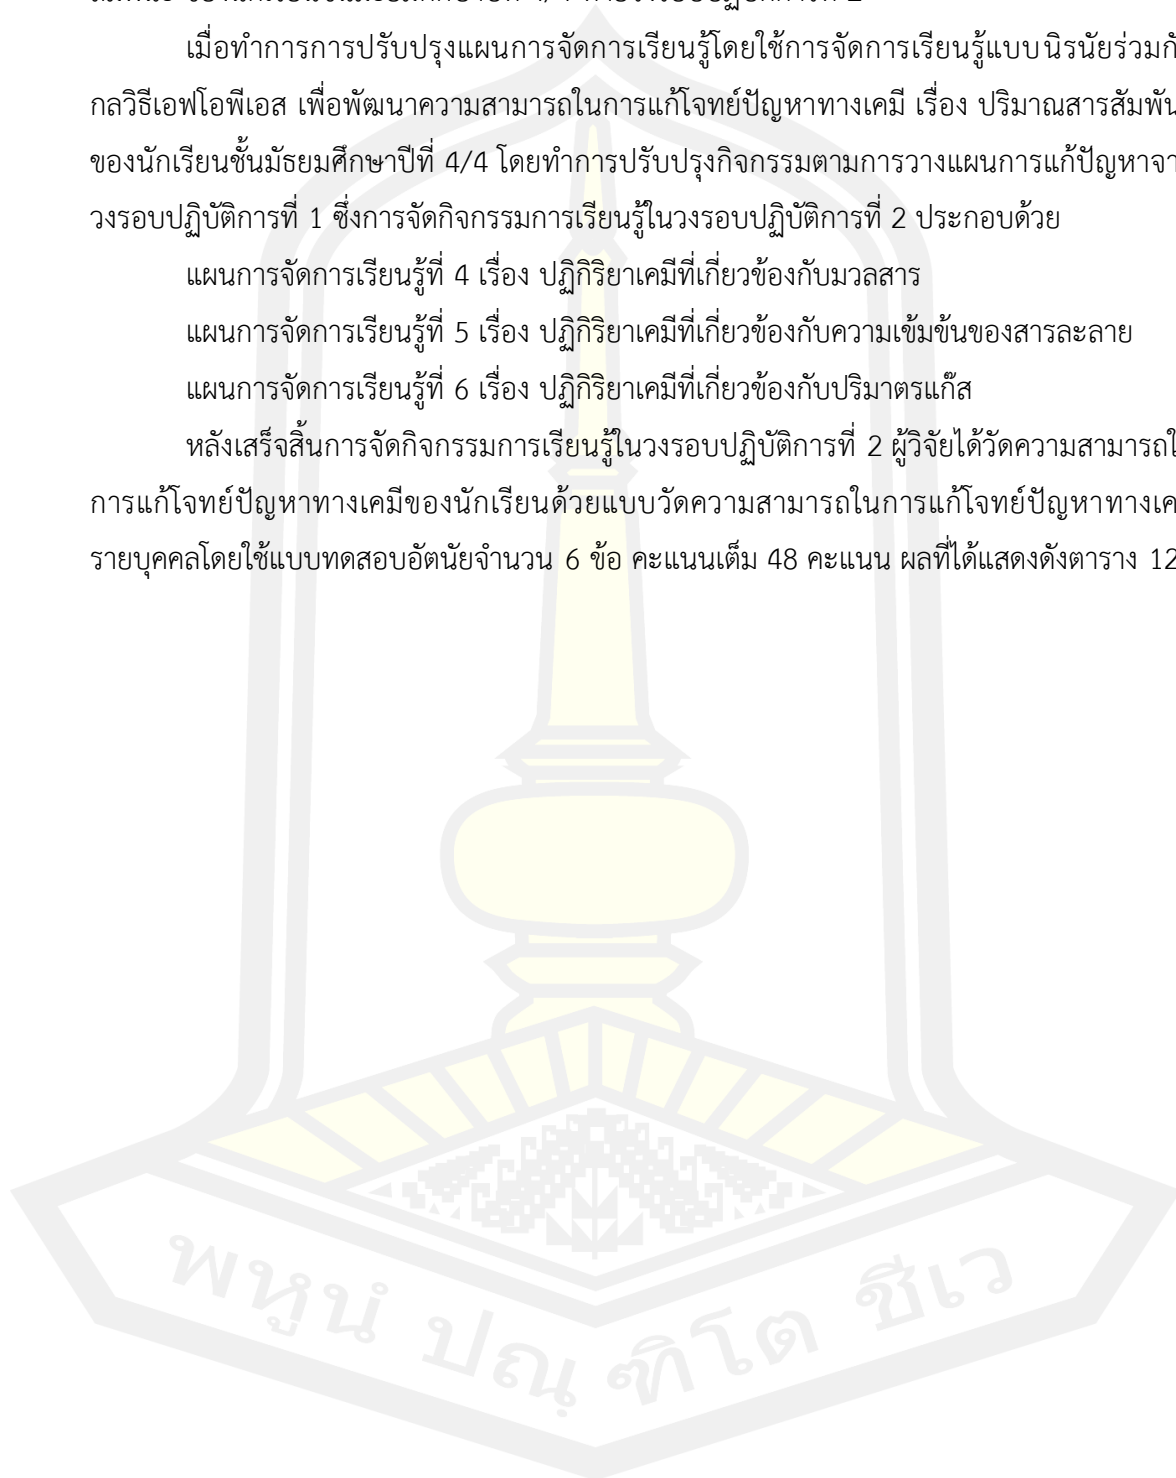 เมื่อทำการการปรับปรุงแผนการจัดการเรียนรู้โดยใช้การจัดการเรียนรู้แบบนิรนัยร่วมกั
กลวิธีเอฟโอพีเอส เพื่อพัฒนาความสามารถในการแก้โจทย์ปัญหาทางเคมี เรื่อง ปริมาณสารสัมพัน
ของนักเรียนชั้นมัธยมศึกษาปีที่ 4/4 โดยทำการปรับปรุงกิจกรรมตามการวางแผนการแก้ปัญหาจา
วงรอบปฏิบัติการที่ 1 ซึ่งการจัดกิจกรรมการเรียนรู้ในวงรอบปฏิบัติการที่ 2 ประกอบด้วย
แผนการจัดการเรียนรู้ที่ 4 เรื่อง ปฏิกิริยาเคมีที่เกี่ยวข้องกับมวลสาร
แผนการจัดการเรียนรู้ที่ 5 เรื่อง ปฏิกิริยาเคมีที่เกี่ยวข้องกับความเข้มข้นของสารละลาย
แผนการจัดการเรียนรู้ที่ 6 เรื่อง ปฏิกิริยาเคมีที่เกี่ยวข้องกับปริมาตรแก๊ส
หลังเสร็จสิ้นการจัดกิจกรรมการเรียนรู้ในวงรอบปฏิบัติการที่ 2 ผู้วิจัยได้วัดความสามารถใ
การแก้โจทย์ปัญหาทางเคมีของนักเรียนด้วยแบบวัดความสามารถในการแก้โจทย์ปัญหาทางเค
รายบุคคลโดยใช้แบบทดสอบอัตนัยจำนวน 6 ข้อ คะแนนเต็ม 48 คะแนน ผลที่ได้แสดงดังตาราง 12
พหูนํ ปณฺฑิโต ชีเว